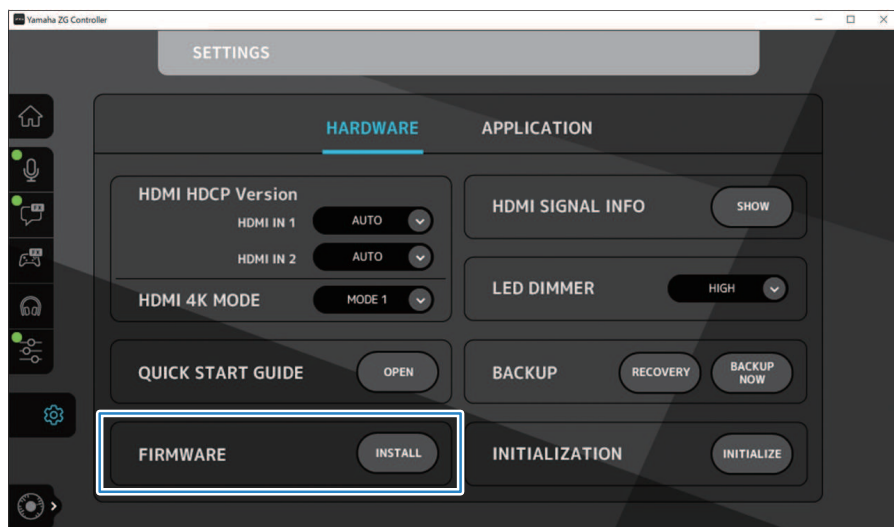 Yamaha ZG Controller
SETTINGS
HARDWARE
APPLICATION
HDMI HDCP Version
HDMI IN 1 AUTO
HDMI IN 2 AUTO
HDMI 4K MODE MODE 1
HDMI SIGNAL INFO SHOW
LED DIMMER HIGH
QUICK START GUIDE OPEN
BACKUP RECOVERY BACKUP
NOW
FIRMWARE INSTALL
INITIALIZATION INITIALIZE
FX
FX